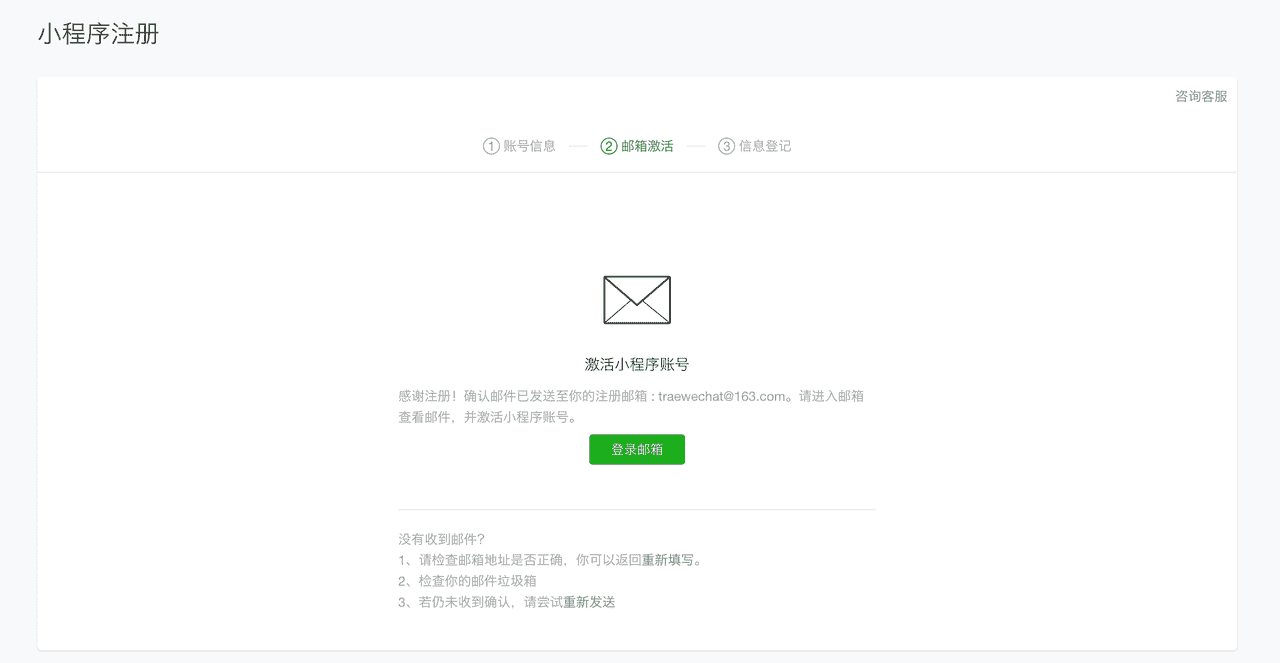 小程序注册
咨询客服
1 账号信息 2 邮箱激活 3 信息登记
激活小程序账号
感谢注册！确认邮件已发送至你的注册邮箱 : traewechat@163.com。请进入邮箱
查看邮件，并激活小程序账号。
登录邮箱
没有收到邮件？
1、请检查邮箱地址是否正确，你可以返回重新填写。
2、检查你的邮件垃圾箱
3、若仍未收到确认，请尝试重新发送